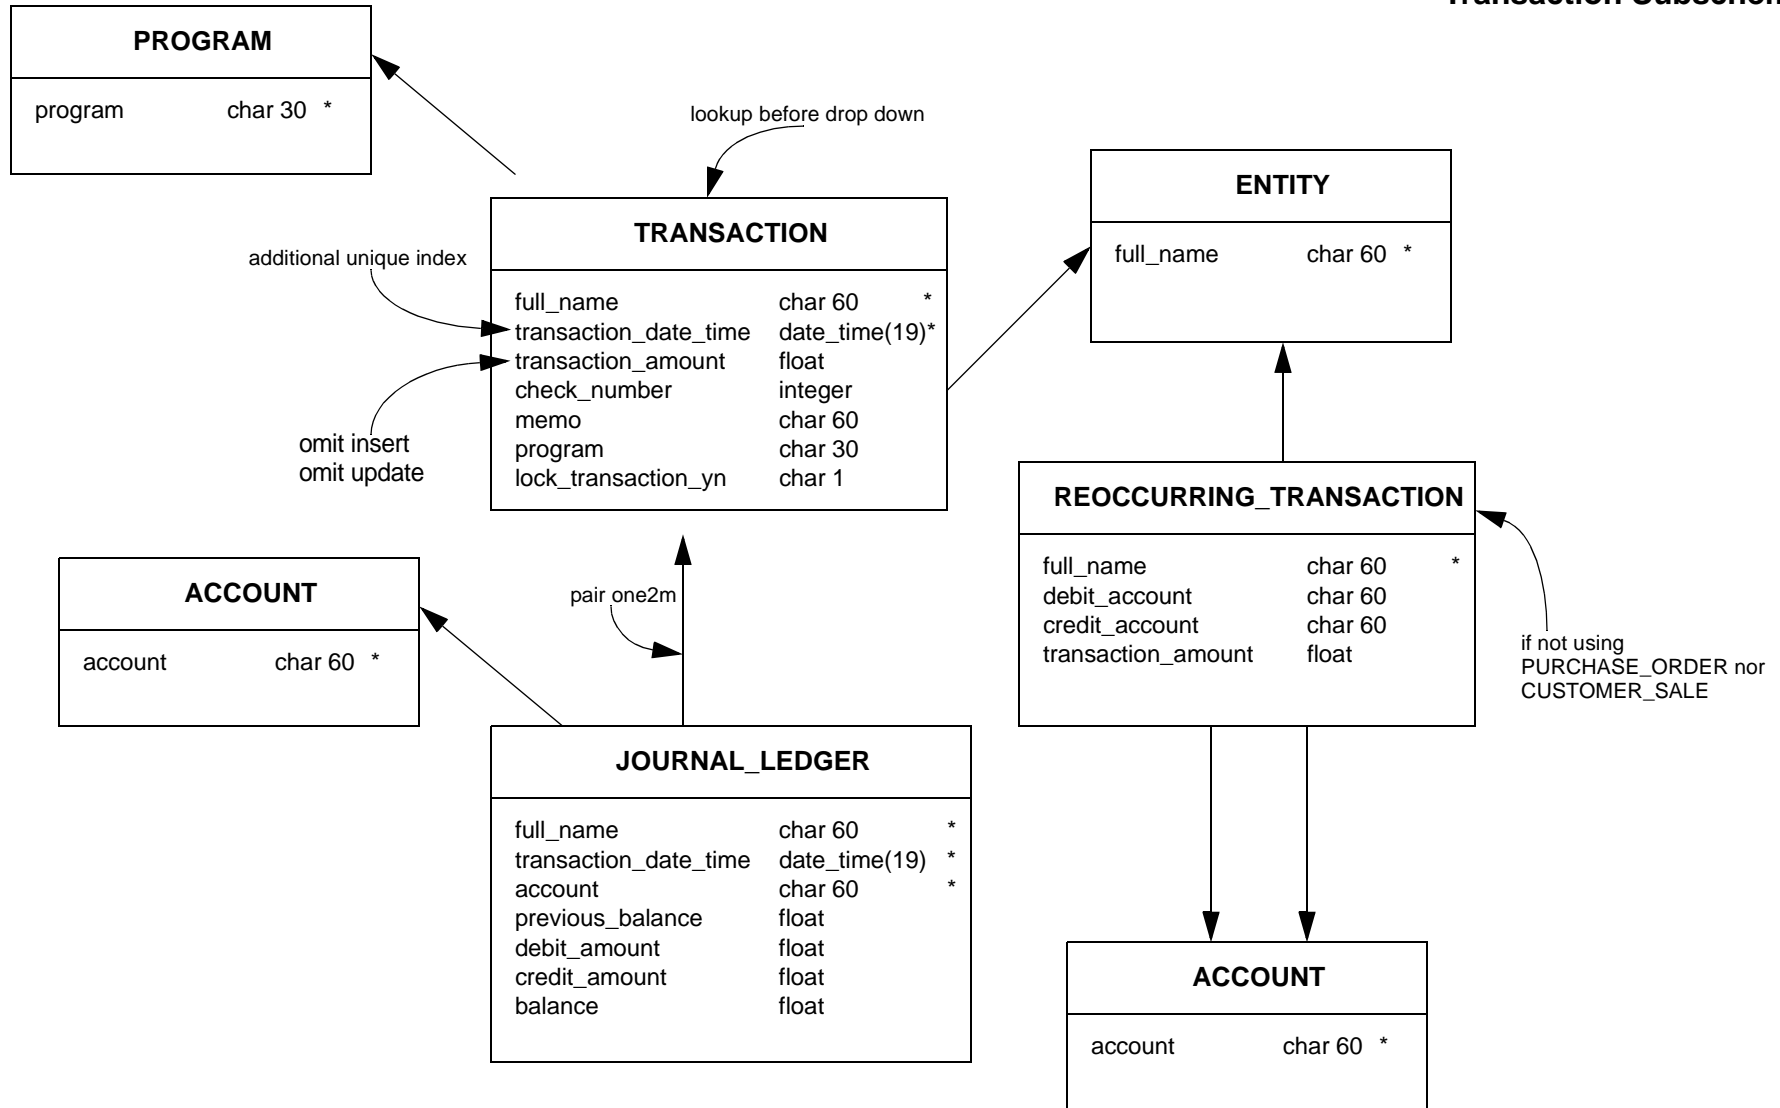 Transaction
PROGRAM
program char 30 *
lookup before drop down
TRANSACTION
additional unique index
full_name char 60 *
transaction_date_time date_time(19)*
transaction_amount float
check_number integer
memo char 60
program char 30
lock_transaction_yn char 1
omit insert
omit update
ENTITY
full_name char 60 *
REOCCURRING_TRANSACTION
full_name char 60 *
debit_account char 60
credit_account char 60
transaction_amount float
if not using
PURCHASE_ORDER nor
CUSTOMER_SALE
ACCOUNT
account char 60 *
pair one2m
JOURNAL_LEDGER
full_name char 60 *
transaction_date_time date_time(19) *
account char 60 *
previous_balance float
debit_amount float
credit_amount float
balance float
ACCOUNT
account char 60 *